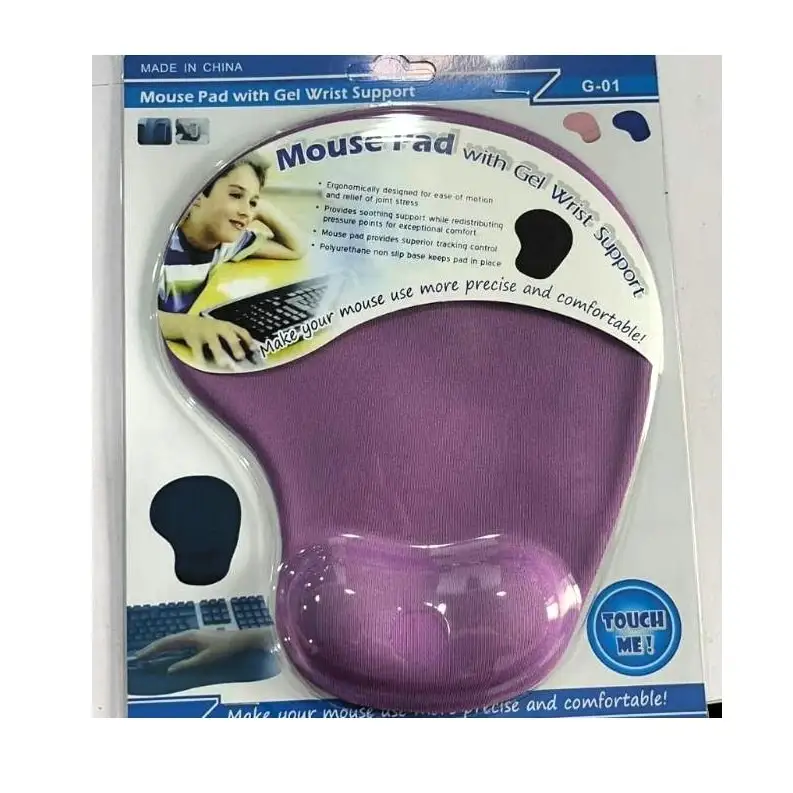 MADE IN CHINA
Mouse Pad with Gel Wrist Support
G-01
Mouse Pad with Gel Wrist Support
• Ergonomically designed for ease of motion
and relief of joint stress
• Provides soothing support while redistributing
pressure points for exceptional comfort
• Mouse pad provides superior tracking control
• Polyurethane non slip base keeps pad in place
Make your mouse use more precise and comfortable!
TOUCH
ME!
Make your mouse use more precise and comfortable!